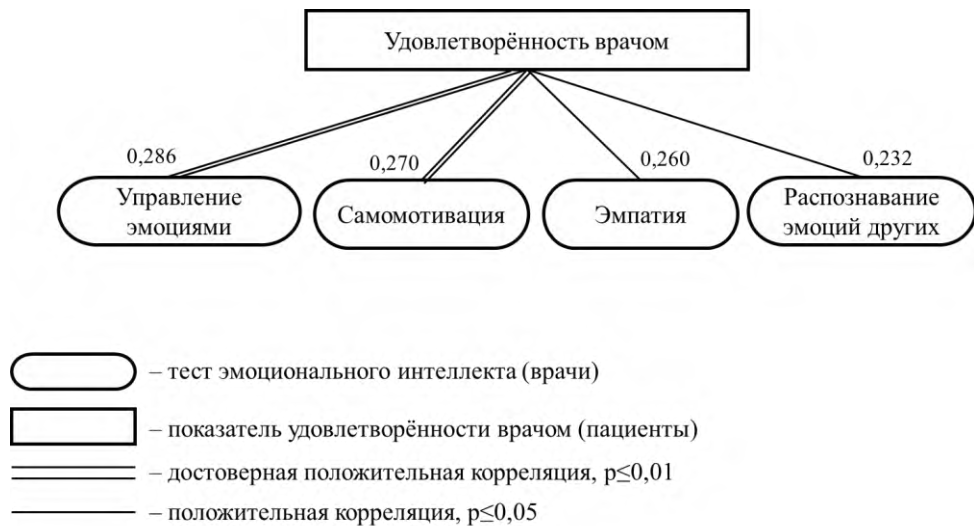 Удовлетворённость врачом
0,286
0,270
0,260
0,232
Управление
эмоциями
Самомотивация
Эмпатия
Распознавание
эмоций других
– тест эмоционального интеллекта (врачи)
– показатель удовлетворённости врачом (пациенты)
– достоверная положительная корреляция, p≤0,01
– положительная корреляция, p≤0,05